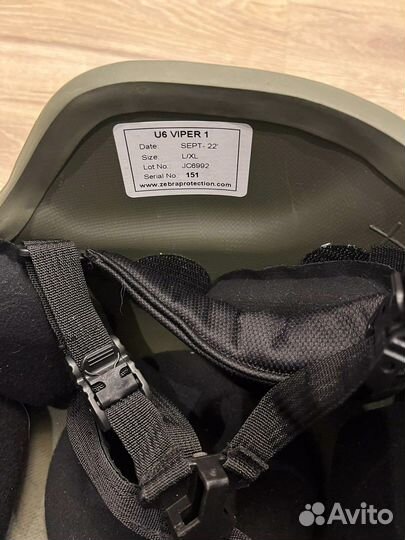 U6 VIPER 1
Date: SEPT- 22'
Size: L/XL
Lot No. JC6992
Serial No. 151
www.zebraprotection.com
Avito